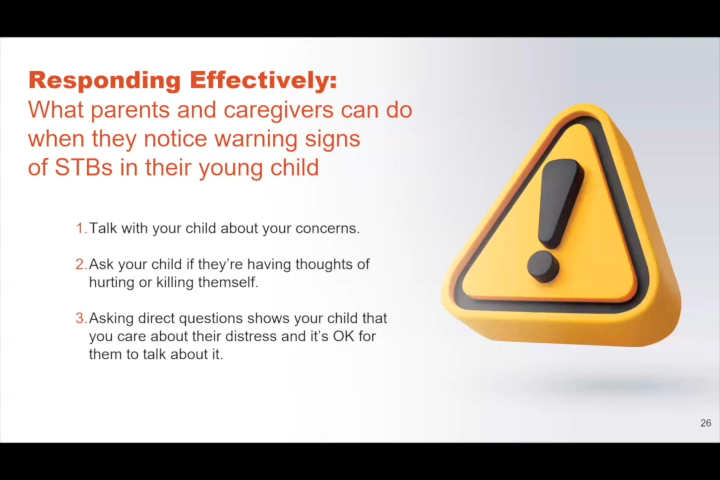 Responding Effectively:
What parents and caregivers can do
when they notice warning signs
of STBs in their young child
1. Talk with your child about your concerns.
2. Ask your child if they're having thoughts of
hurting or killing themself.
3. Asking direct questions shows your child that
you care about their distress and it's OK for
them to talk about it.
26